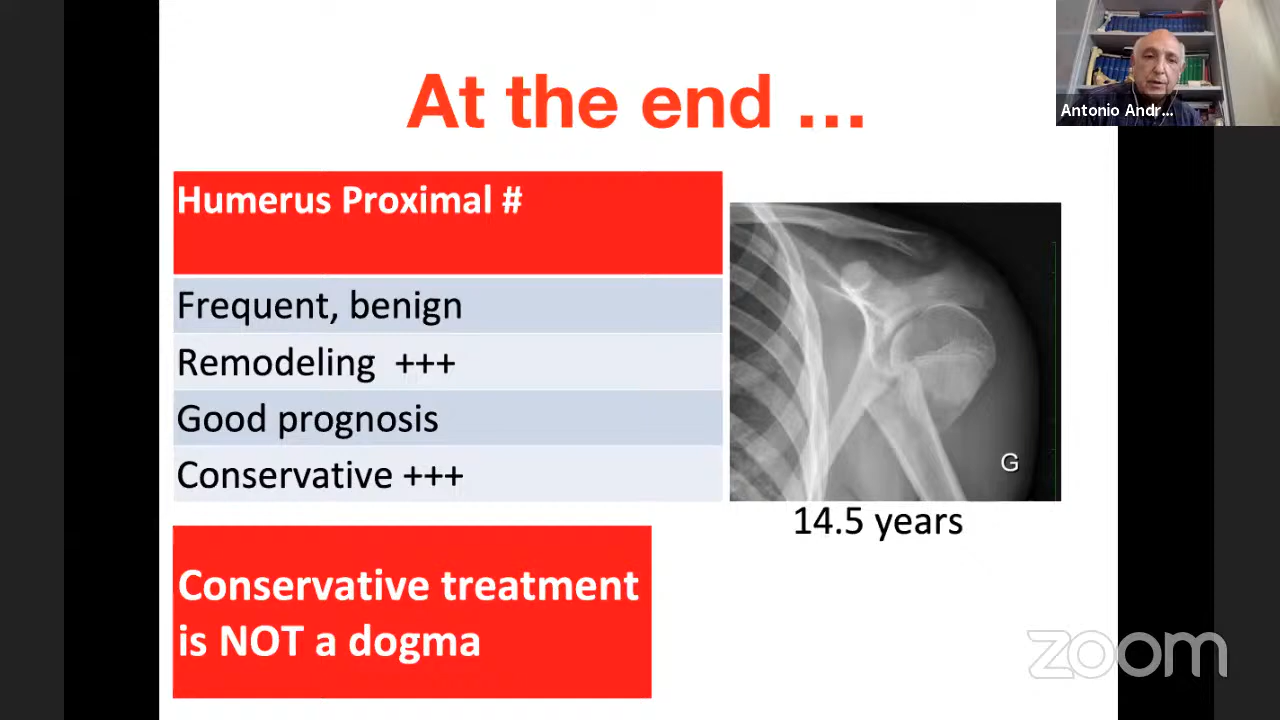 At the end ...
Antonio Andr...
Humerus Proximal #
Frequent, benign
Remodeling +++
Good prognosis
Conservative +++
G
14.5 years
Conservative treatment
is NOT a dogma
zoom